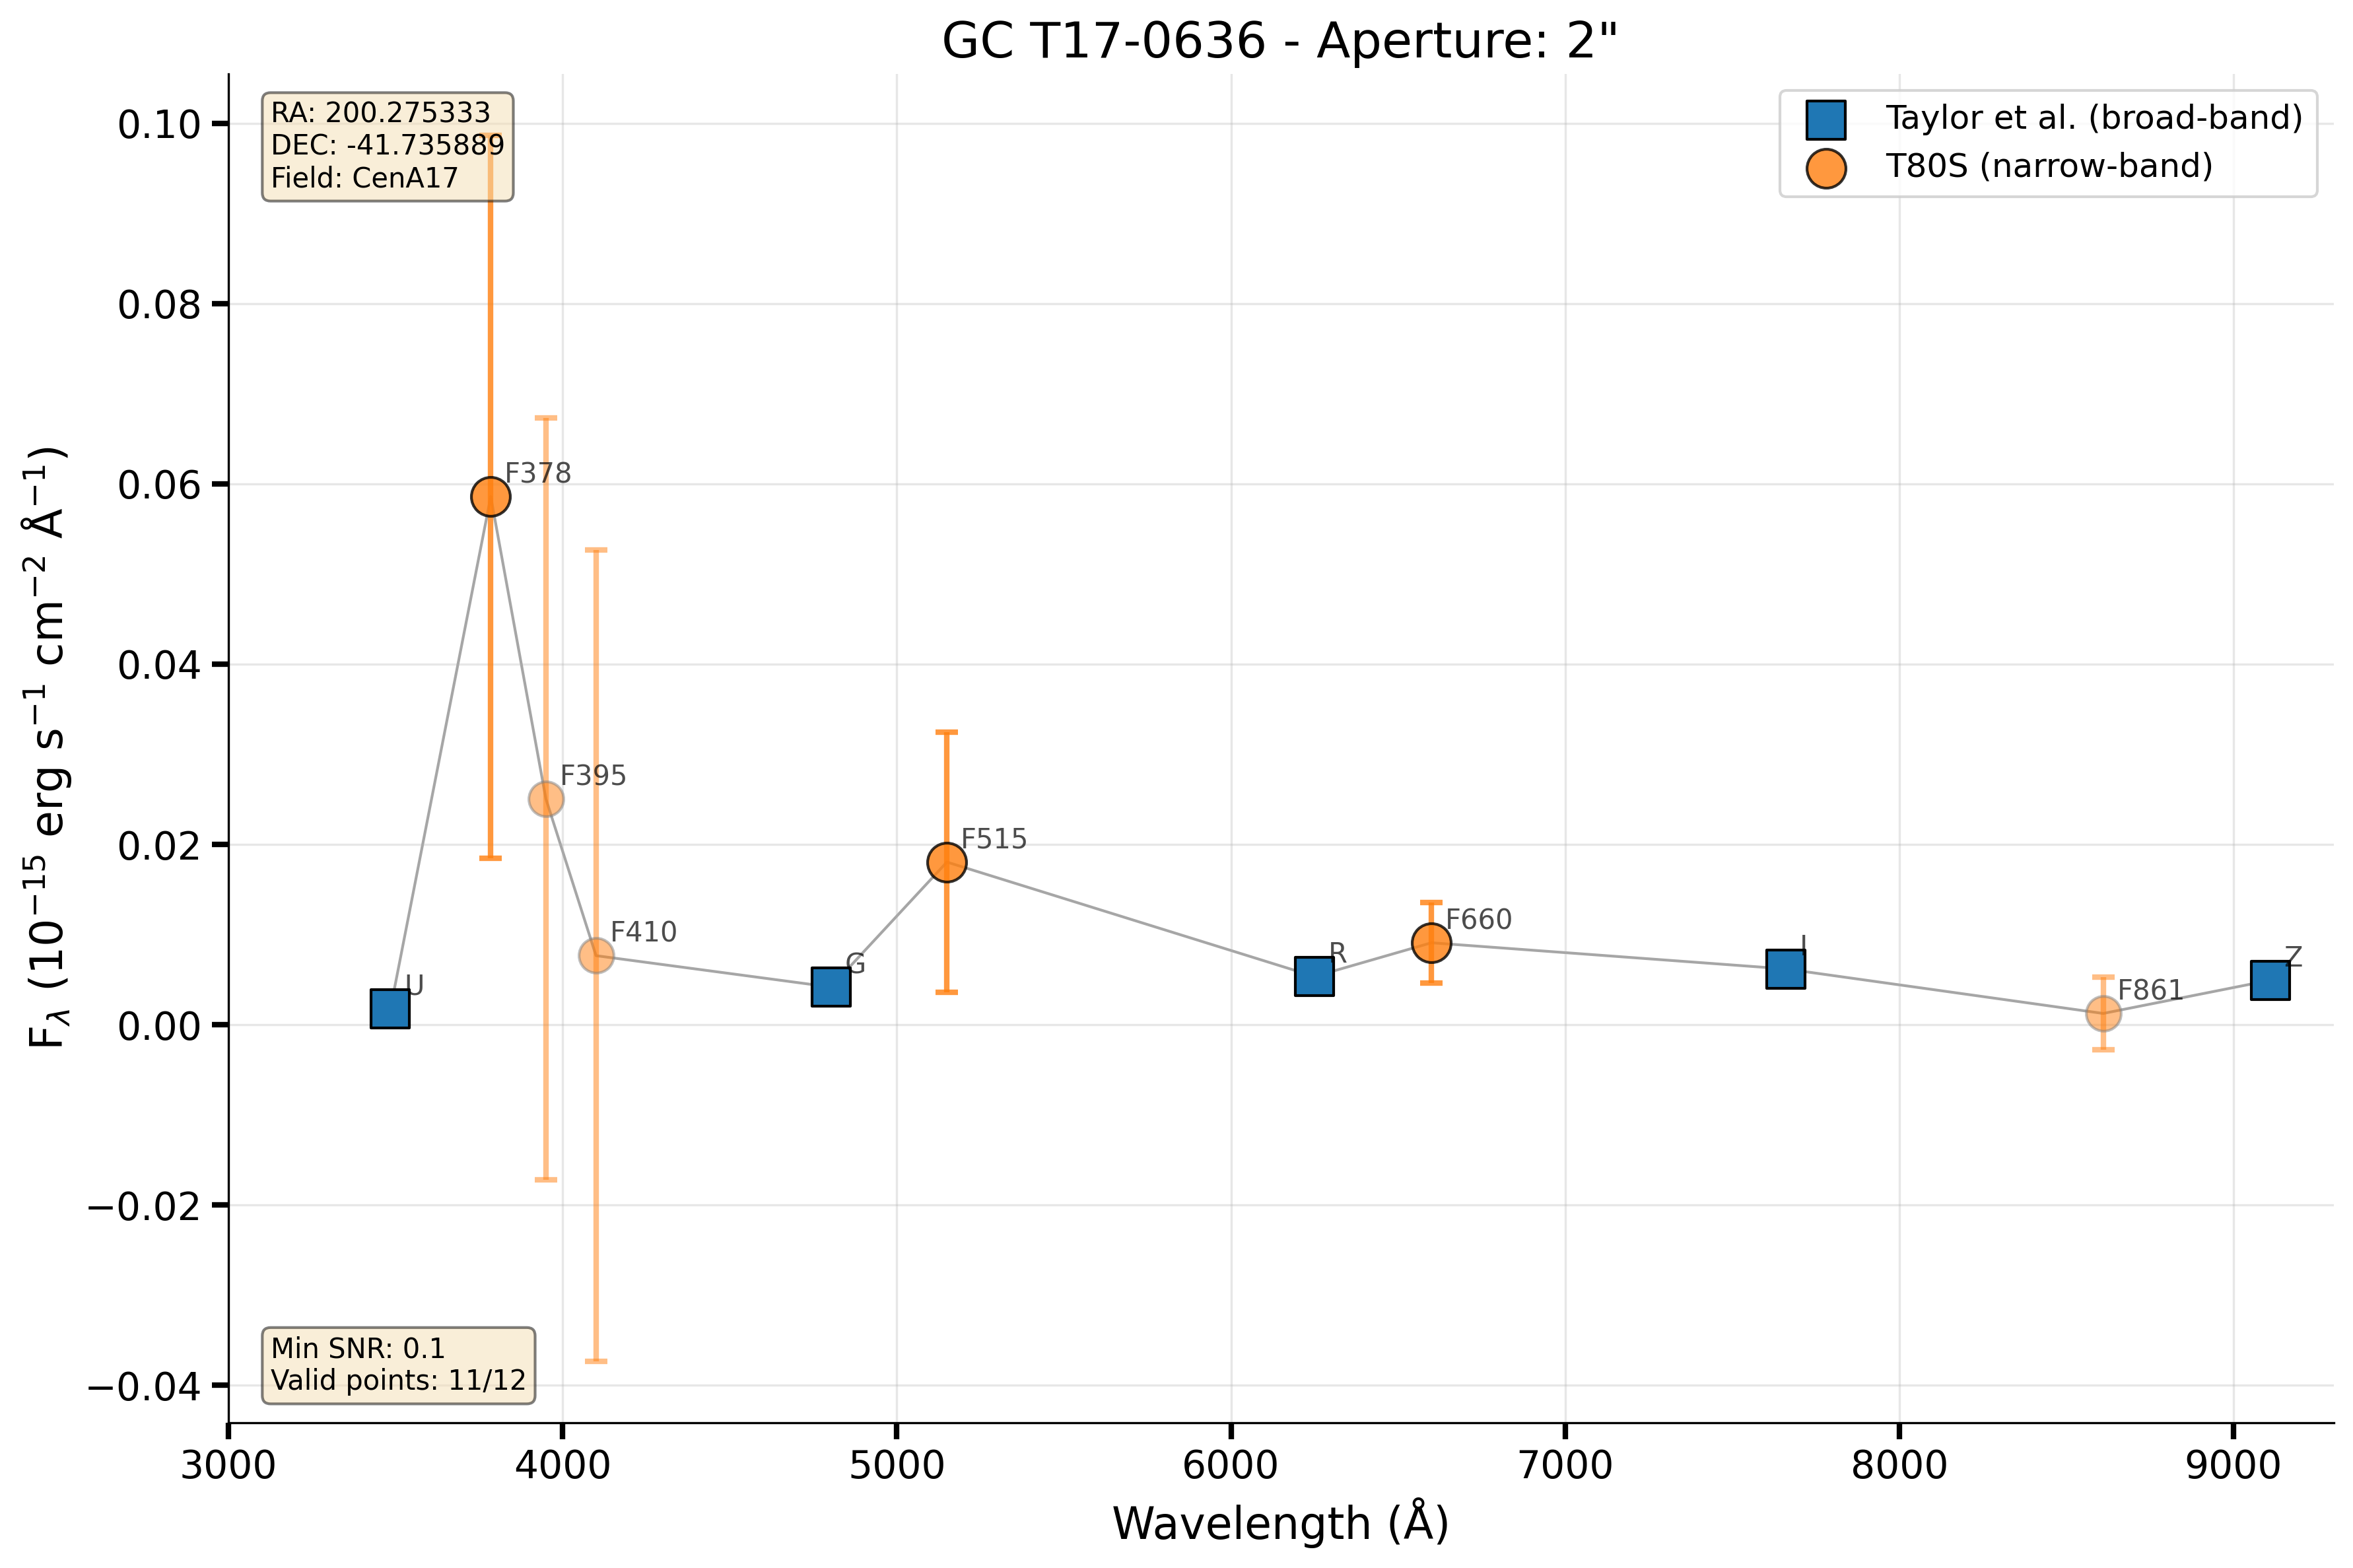 GC T17-0636 - Aperture: 2"
RA: 200.275333
DEC: -41.735889
Field: CenA17
Taylor et al. (broad-band)
T80S (narrow-band)
F_λ (10⁻¹⁵ erg s⁻¹ cm⁻² Å⁻¹)
0.10
0.08
0.06
0.04
0.02
0.00
−0.02
−0.04
U
F378
F395
F410
G
F515
R
F660
I
F861
Z
Min SNR: 0.1
Valid points: 11/12
3000 4000 5000 6000 7000 8000 9000
Wavelength (Å)